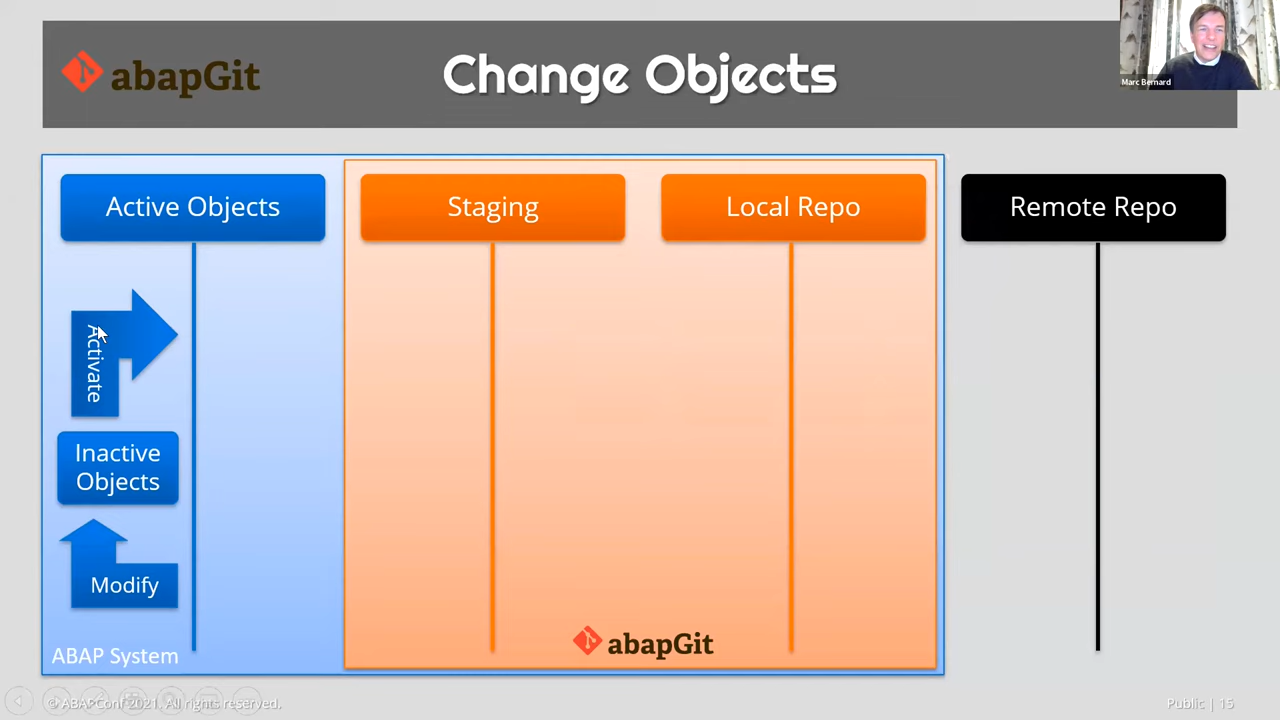 abapGit
Change Objects
Marc Bernard
Active Objects
Staging
Local Repo
Remote Repo
Activate
Inactive
Objects
Modify
ABAP System
abapGit
© ABAPConf 2021. All rights reserved.
Public | 15